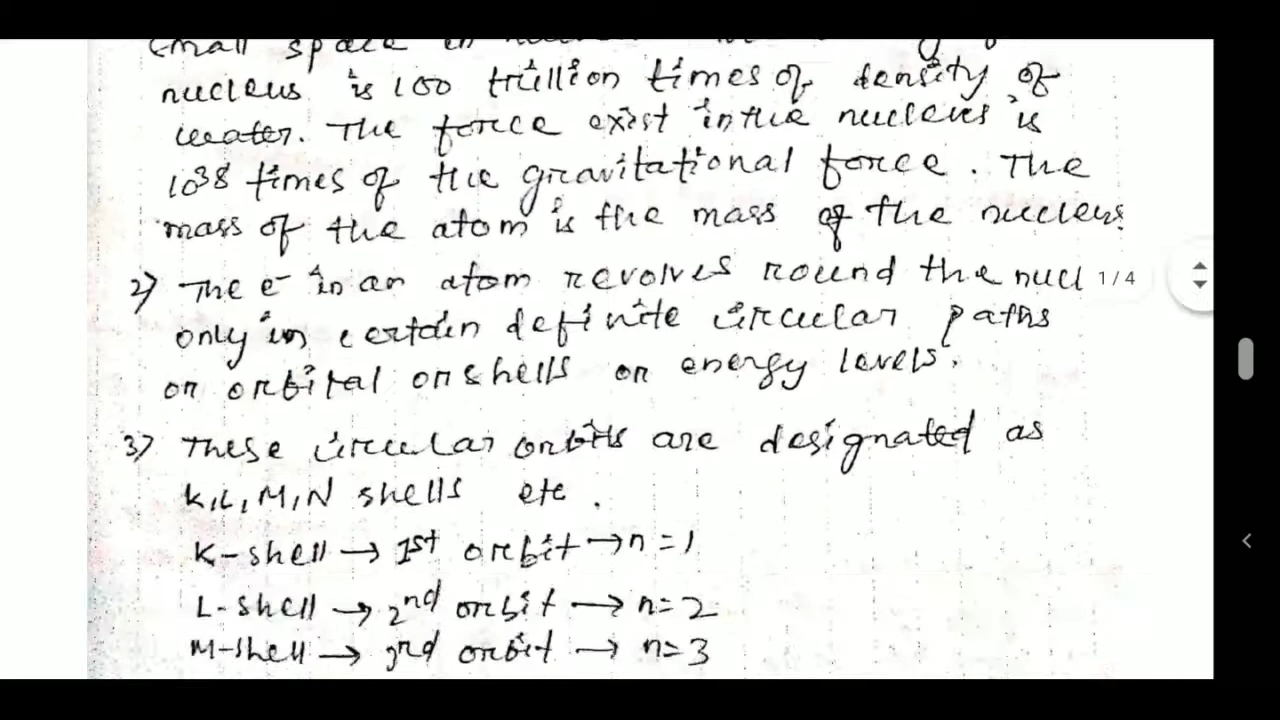 small space in
nucleus is 100 trillion times of density of
water. The force exist in the nucleus is
10³⁸ times of the gravitational force. The
mass of the atom is the mass of the nucleus
2) The e⁻ in an atom revolves round the nucl
1/4
only in certain definite circular paths
or orbital or shells or energy levels.
3) These circular orbits are designated as
K, L, M, N shells etc.
K-shell → 1st orbit → n = 1
L-shell → 2nd orbit → n = 2
M-shell → 3rd orbit → n = 3